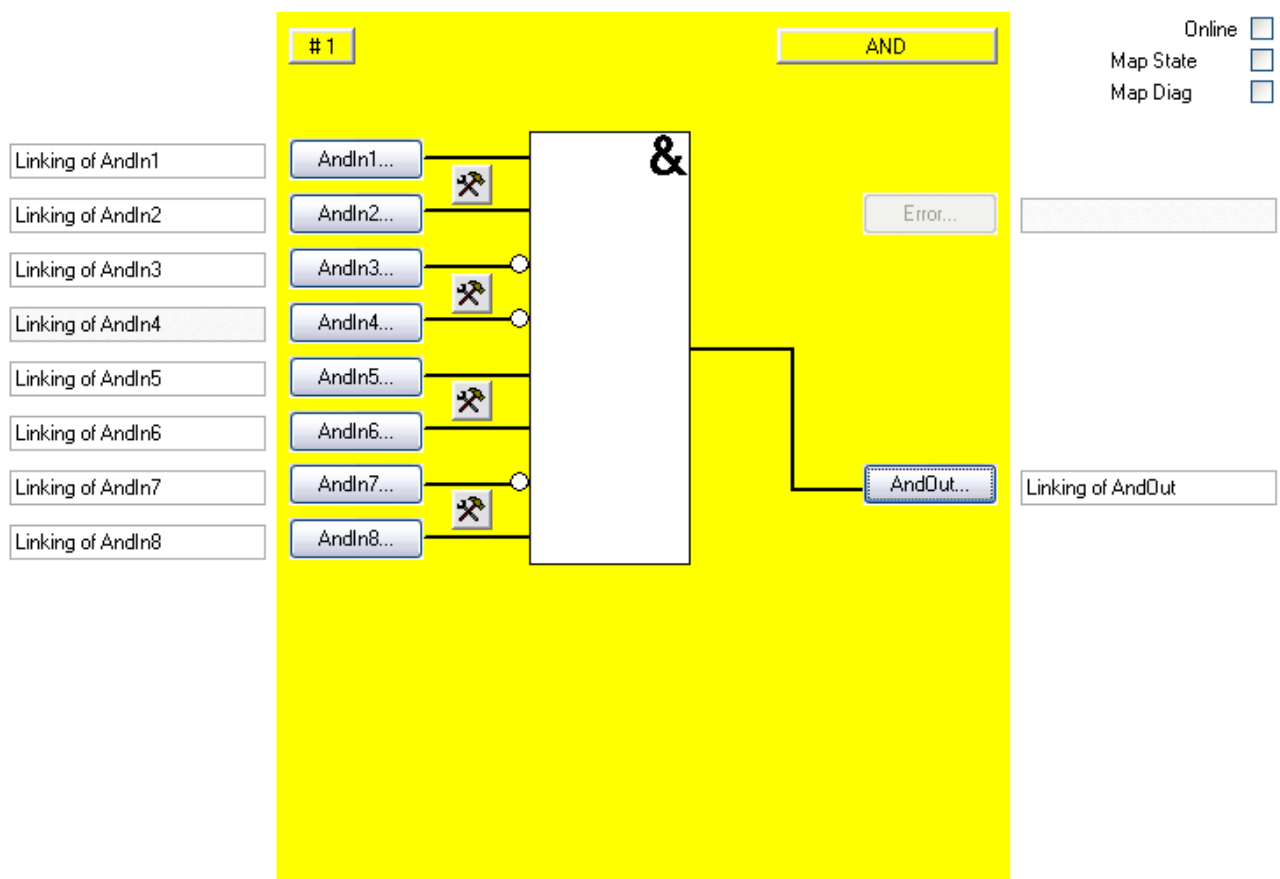 # 1
AND
Online
Map State
Map Diag
&
Linking of AndIn1
AndIn1...
Linking of AndIn2
AndIn2...
Error...
Linking of AndIn3
AndIn3...
Linking of AndIn4
AndIn4...
Linking of AndIn5
AndIn5...
Linking of AndIn6
AndIn6...
Linking of AndIn7
AndIn7...
AndOut...
Linking of AndOut
Linking of AndIn8
AndIn8...